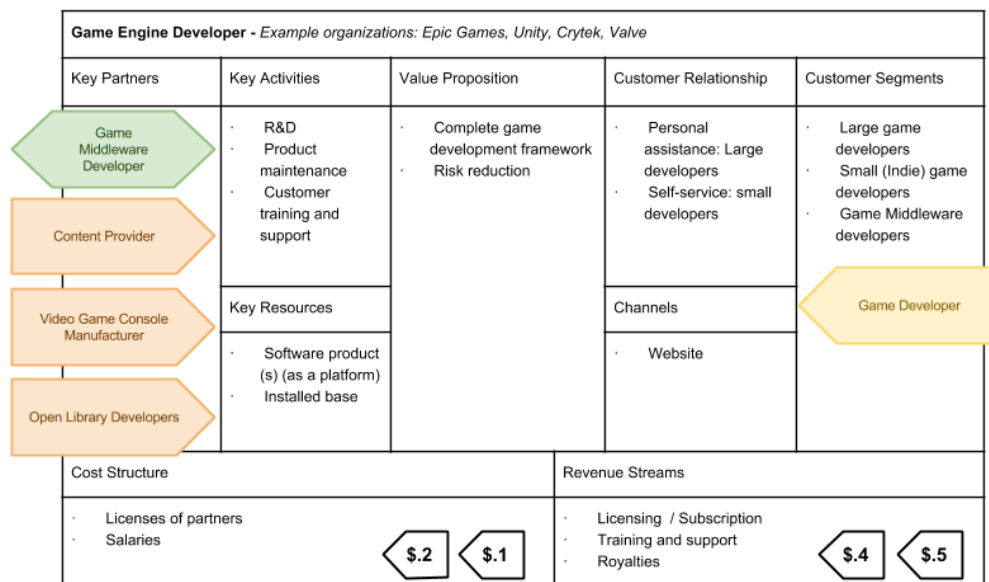 Game Engine Developer - Example organizations: Epic Games, Unity, Crytek, Valve
Key Partners
Game
Middleware
Developer
Content Provider
Video Game Console
Manufacturer
Open Library Developers
Key Activities
· R&D
· Product
maintenance
· Customer
training and
support
Key Resources
· Software product
(s) (as a platform)
· Installed base
Value Proposition
· Complete game
development framework
· Risk reduction
Customer Relationship
· Personal
assistance: Large
developers
· Self-service: small
developers
Channels
· Website
Customer Segments
· Large game
developers
· Small (Indie) game
developers
· Game Middleware
developers
Game Developer
Cost Structure
· Licenses of partners
· Salaries
$.2
$.1
Revenue Streams
· Licensing / Subscription
· Training and support
· Royalties
$.4
$.5